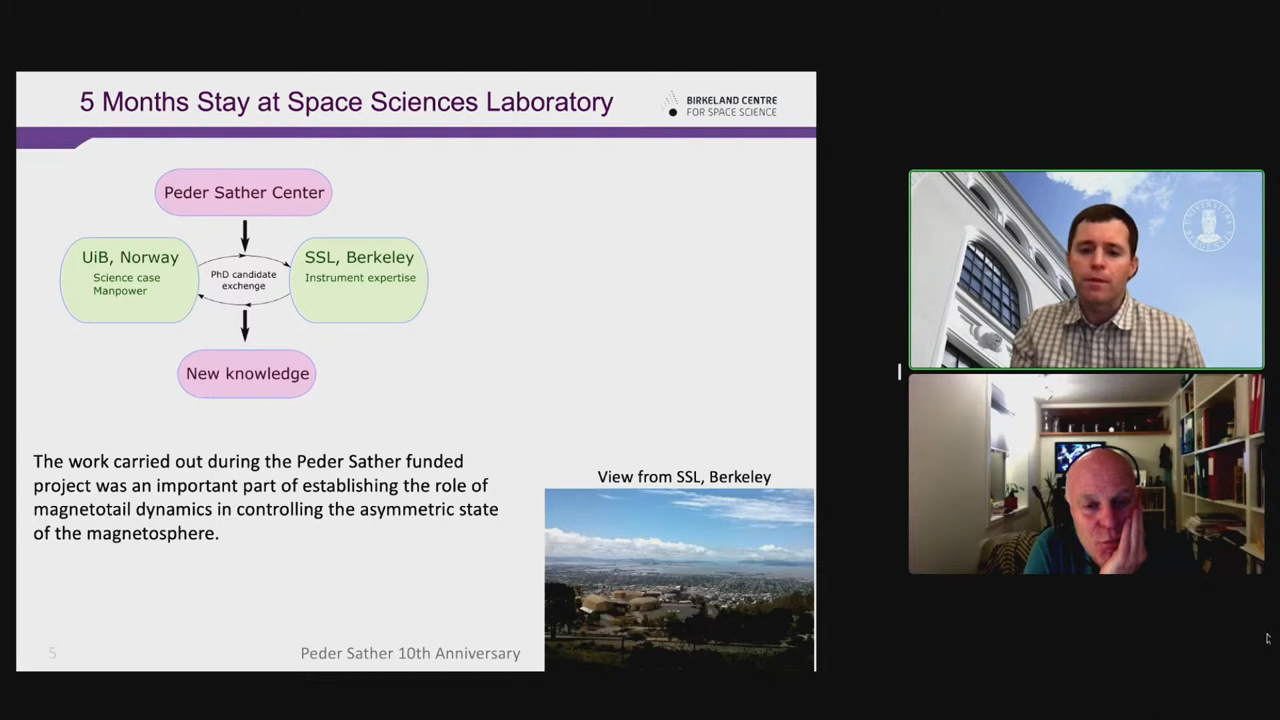 5 Months Stay at Space Sciences Laboratory
BIRKELAND CENTRE
FOR SPACE SCIENCE
Peder Sather Center
UiB, Norway
Science case
Manpower
PhD candidate
exchenge
SSL, Berkeley
Instrument expertise
New knowledge
The work carried out during the Peder Sather funded
project was an important part of establishing the role of
magnetotail dynamics in controlling the asymmetric state
of the magnetosphere.
View from SSL, Berkeley
5
Peder Sather 10th Anniversary